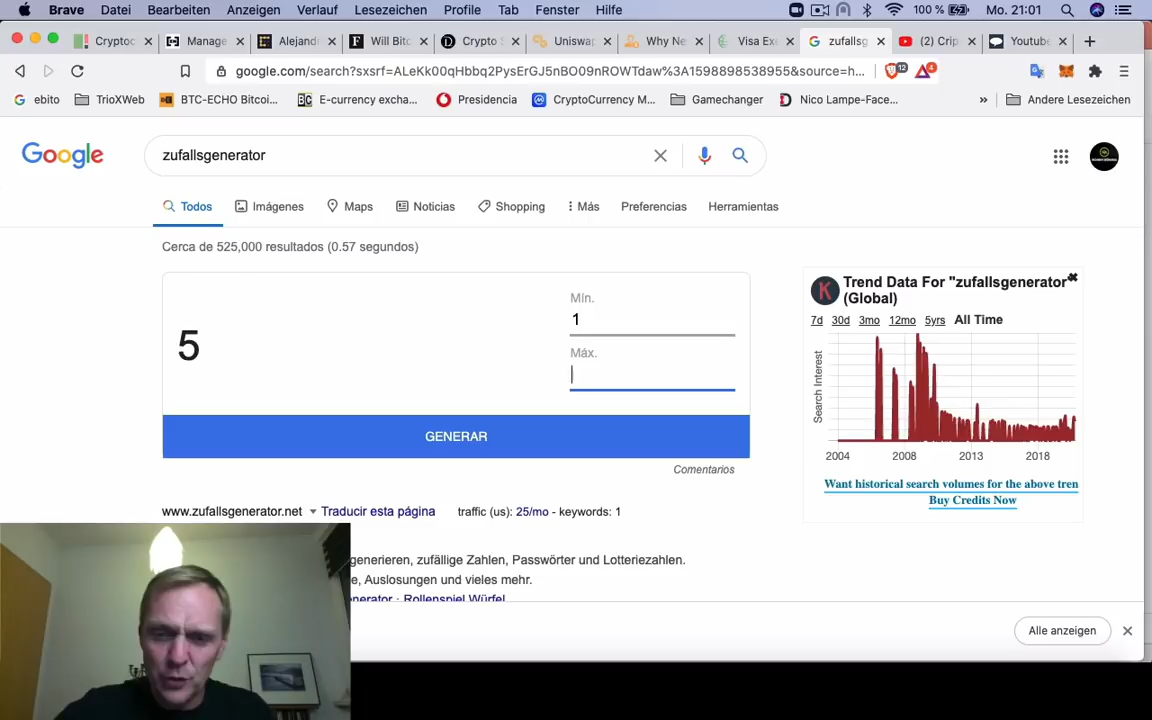 Brave Datei Bearbeiten Anzeigen Verlauf Lesezeichen Profile Tab Fenster Hilfe 100 % Mo. 21:01
Cryptoc Manage Alejand Will Bitc Crypto S Uniswap Why Ne Visa Exe zufallsg (2) Crip Youtube
google.com/search?sxsrf=ALeKk00qHbbq2PysErGJ5nBO09nROWTdaw%3A1598898538955&source=h... 12 4
ebito TrioXWeb BTC-ECHO Bitcoi... E-currency excha... Presidencia CryptoCurrency M... Gamechanger Nico Lampe-Face... » Andere Lesezeichen
Google zufallsgenerator
Todos Imágenes Maps Noticias Shopping Más Preferencias Herramientas
Cerca de 525,000 resultados (0.57 segundos)
Mín.
1
5
Máx.
GENERAR
Comentarios
K Trend Data For "zufallsgenerator"
(Global)
7d 30d 3mo 12mo 5yrs All Time
Search Interest
2004 2008 2013 2018
Want historical search volumes for the above tren
Buy Credits Now
www.zufallsgenerator.net Traducir esta página traffic (us): 25/mo - keywords: 1
generieren, zufällige Zahlen, Passwörter und Lotteriezahlen.
e, Auslosungen und vieles mehr.
nerator · Rollenspiel Würfel
Alle anzeigen